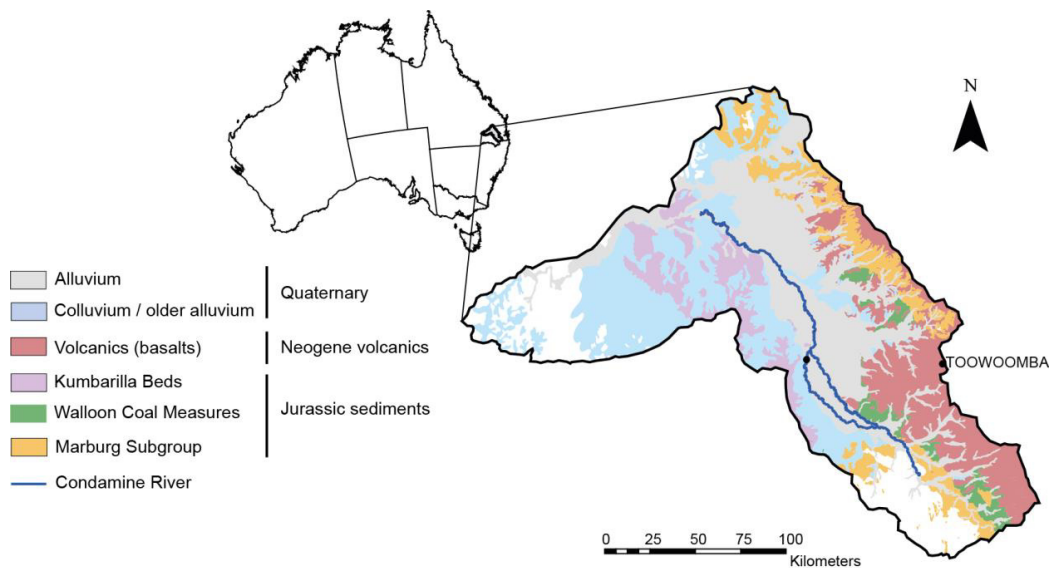 N
Alluvium
Colluvium / older alluvium
Quaternary
Volcanics (basalts)
Neogene volcanics
Kumbarilla Beds
Walloon Coal Measures
Jurassic sediments
Marburg Subgroup
Condamine River
TOOWOOMBA
0 25 50 75 100
Kilometers